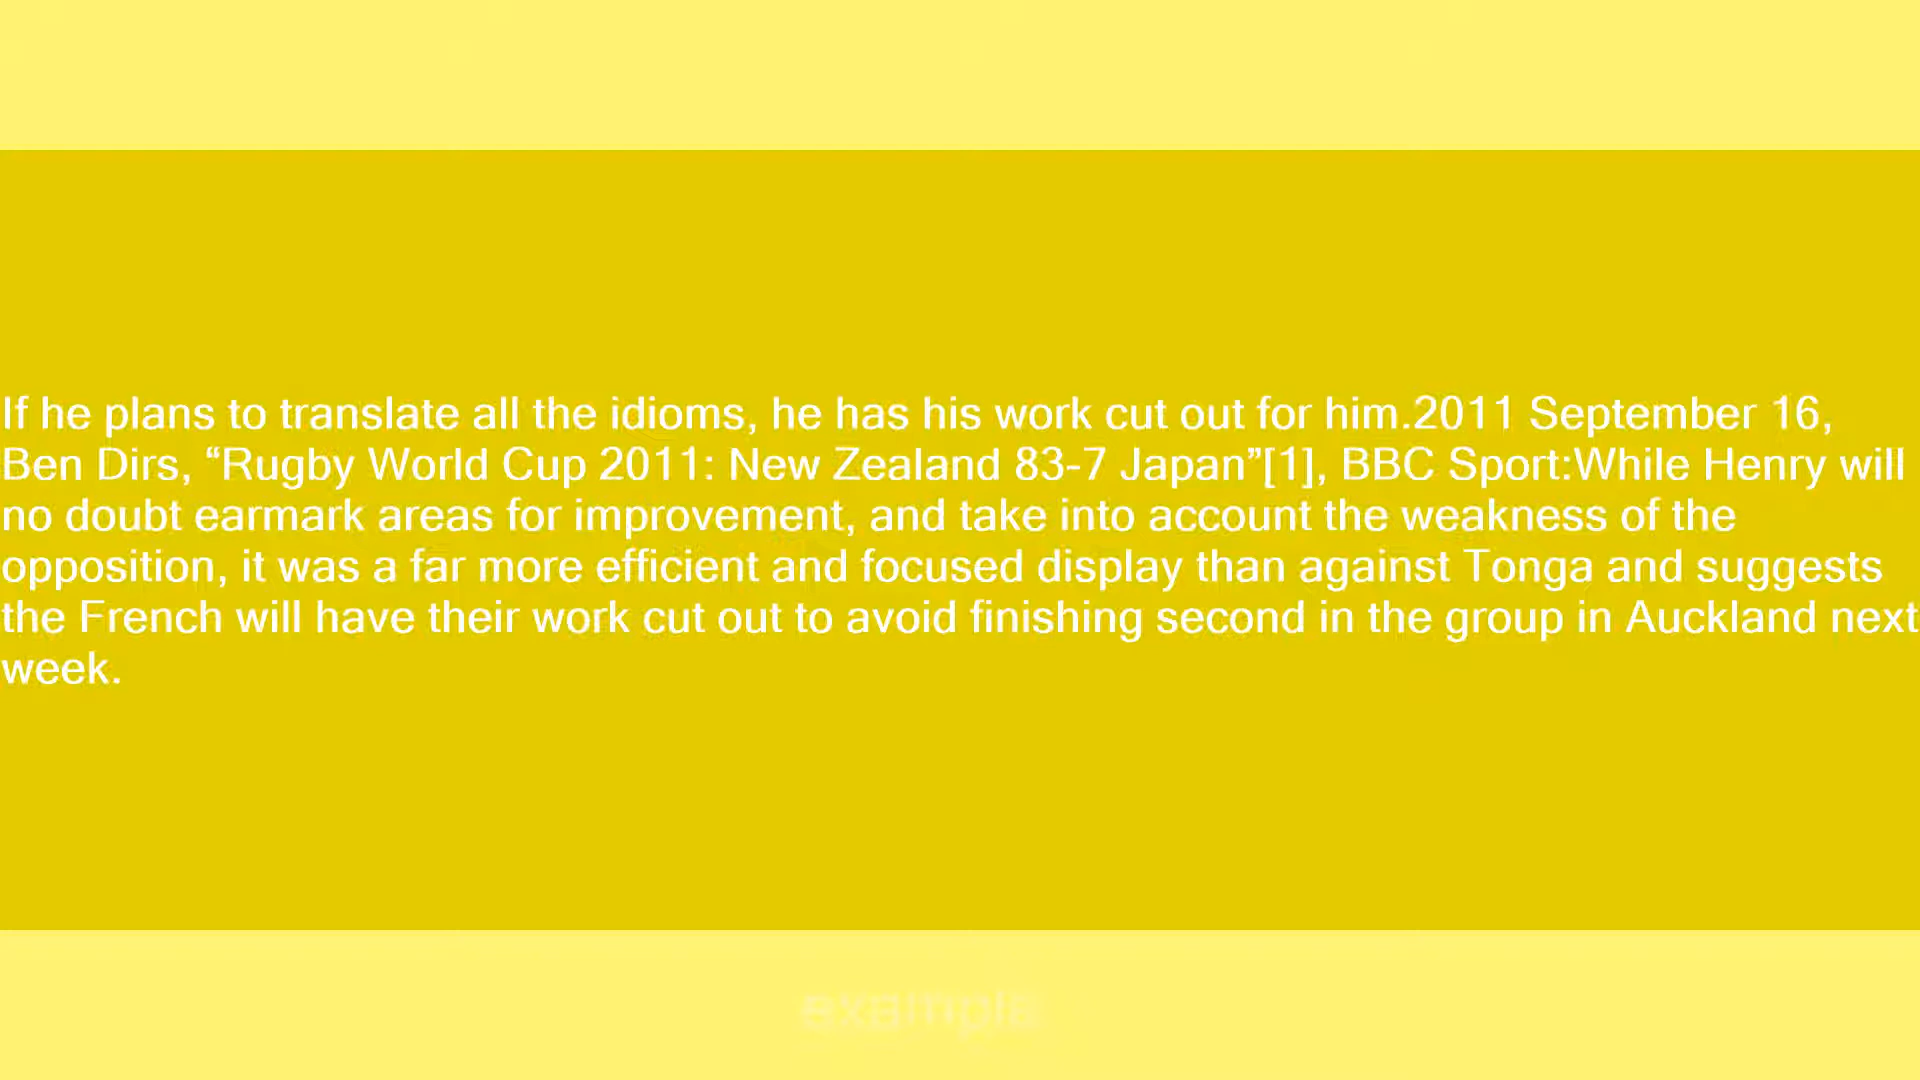 If he plans to translate all the idioms, he has his work cut out for him.2011 September 16,
Ben Dirs, “Rugby World Cup 2011: New Zealand 83-7 Japan”[1], BBC Sport:While Henry will
no doubt earmark areas for improvement, and take into account the weakness of the
opposition, it was a far more efficient and focused display than against Tonga and suggests
the French will have their work cut out to avoid finishing second in the group in Auckland next
week.
example